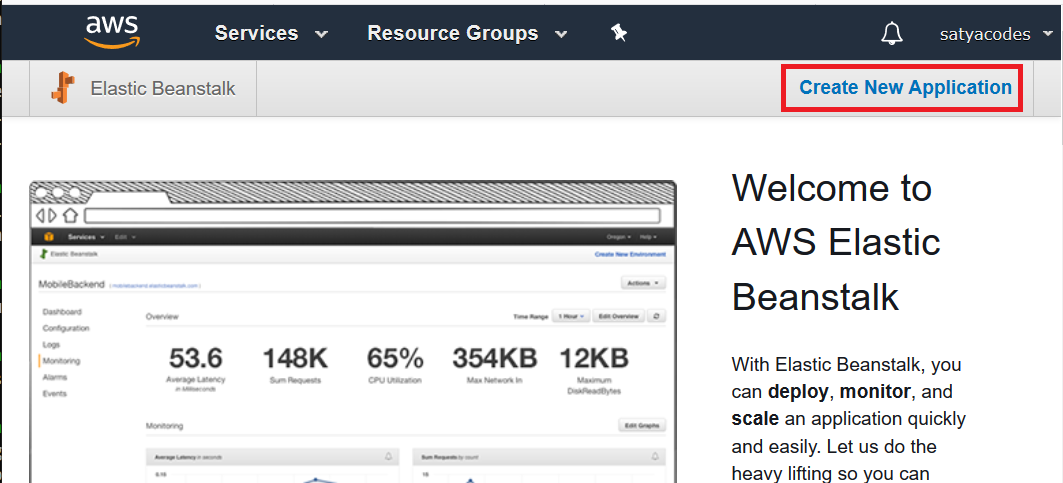 aws
Services Resource Groups satyacodes
Elastic Beanstalk Create New Application
Welcome to
AWS Elastic
Beanstalk
With Elastic Beanstalk, you
can deploy, monitor, and
scale an application quickly
and easily. Let us do the
heavy lifting so you can
Services Edit Oregon Help
Elastic Beanstalk Create New Environment
MobileBackend ( mobilebackend.elasticbeanstalk.com ) Actions
Dashboard
Configuration
Logs
Monitoring
Alarms
Events
Overview Time Range 1 Hour Edit Overview
53.6 148K 65% 354KB 12KB
Average Latency Sum Requests CPU Utilization Max Network In Maximum
in Milliseconds DiskReadBytes
Monitoring Edit Graphs
Average Latency in seconds Sum Requests by count